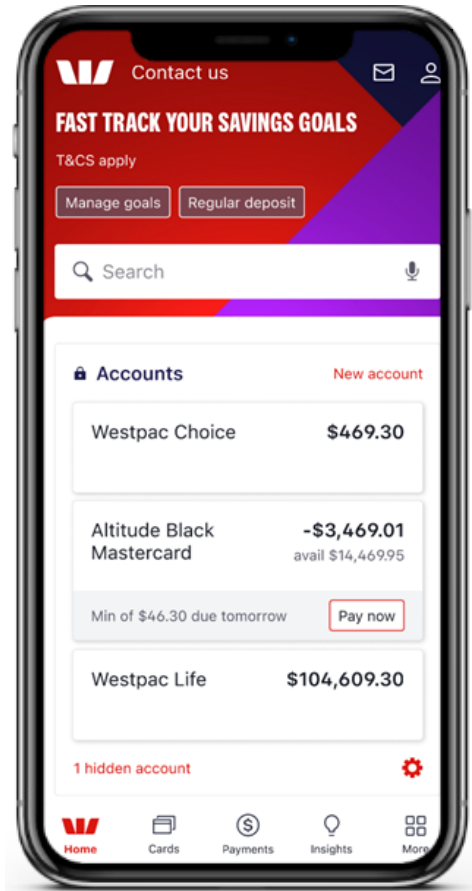 Contact us
FAST TRACK YOUR SAVINGS GOALS
T&CS apply
Manage goals Regular deposit
Search
Accounts New account
Westpac Choice $469.30
Altitude Black -$3,469.01
Mastercard avail $14,469.95
Min of $46.30 due tomorrow Pay now
Westpac Life $104,609.30
1 hidden account
Home Cards Payments Insights More